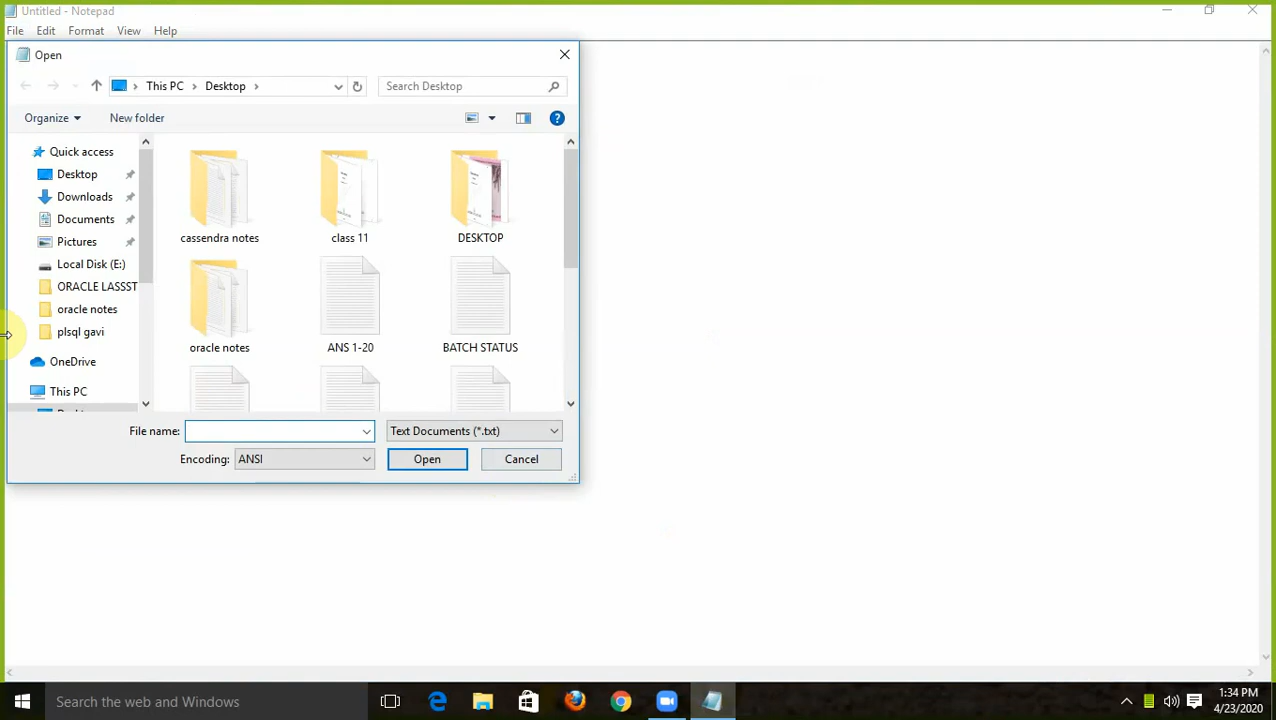 Untitled - Notepad
File Edit Format View Help
Open
This PC Desktop
Search Desktop
Organize New folder
Quick access
Desktop
Downloads
Documents
Pictures
Local Disk (E:)
ORACLE LASSST
oracle notes
plsql gavi
OneDrive
This PC
cassendra notes class 11 DESKTOP
oracle notes ANS 1-20 BATCH STATUS
File name: Text Documents (*.txt)
Encoding: ANSI Open Cancel
Search the web and Windows
1:34 PM
4/23/2020